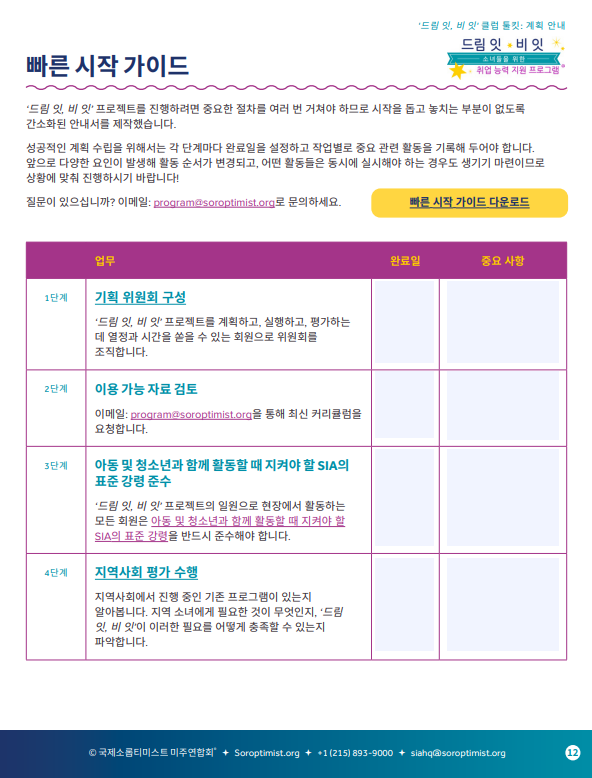 '드림 잇, 비 잇' 클럽 툴킷: 계획 안내
드림 잇 비 잇
소녀들을 위한
취업 능력 지원 프로그램
빠른 시작 가이드
'드림 잇, 비 잇' 프로젝트를 진행하려면 중요한 절차를 여러 번 거쳐야 하므로 시작을 돕고 놓치는 부분이 없도록
간소화된 안내서를 제작했습니다.
성공적인 계획 수립을 위해서는 각 단계마다 완료일을 설정하고 작업별로 중요 관련 활동을 기록해 두어야 합니다.
앞으로 다양한 요인이 발생해 활동 순서가 변경되고, 어떤 활동들은 동시에 실시해야 하는 경우도 생기기 마련이므로
상황에 맞춰 진행하시기 바랍니다!
질문이 있으십니까? 이메일: program@soroptimist.org로 문의하세요.
빠른 시작 가이드 다운로드
업무
완료일
중요 사항
1단계
기획 위원회 구성
'드림 잇, 비 잇' 프로젝트를 계획하고, 실행하고, 평가하는
데 열정과 시간을 쏟을 수 있는 회원으로 위원회를
조직합니다.
2단계
이용 가능 자료 검토
이메일: program@soroptimist.org을 통해 최신 커리큘럼을
요청합니다.
3단계
아동 및 청소년과 함께 활동할 때 지켜야 할 SIA의
표준 강령 준수
'드림 잇, 비 잇' 프로젝트의 일원으로 현장에서 활동하는
모든 회원은 아동 및 청소년과 함께 활동할 때 지켜야 할
SIA의 표준 강령을 반드시 준수해야 합니다.
4단계
지역사회 평가 수행
지역사회에서 진행 중인 기존 프로그램이 있는지
알아봅니다. 지역 소녀에게 필요한 것이 무엇인지, '드림
잇, 비 잇'이 이러한 필요를 어떻게 충족할 수 있는지
파악합니다.
© 국제소롭티미스트 미주연합회® ✦ Soroptimist.org ✦ +1 (215) 893-9000 ✦ siahq@soroptimist.org
12